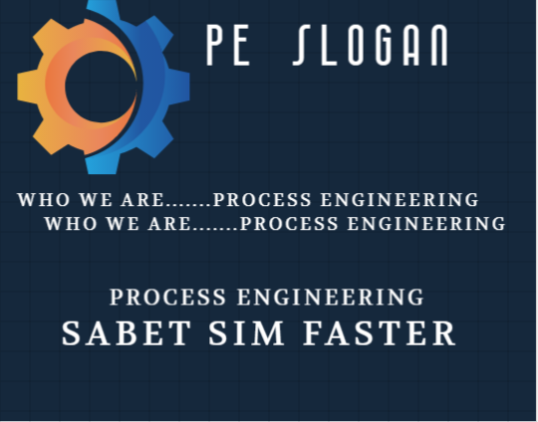 PE SLOGAN
WHO WE ARE.......PROCESS ENGINEERING
WHO WE ARE.......PROCESS ENGINEERING
PROCESS ENGINEERING
SABET SIM FASTER